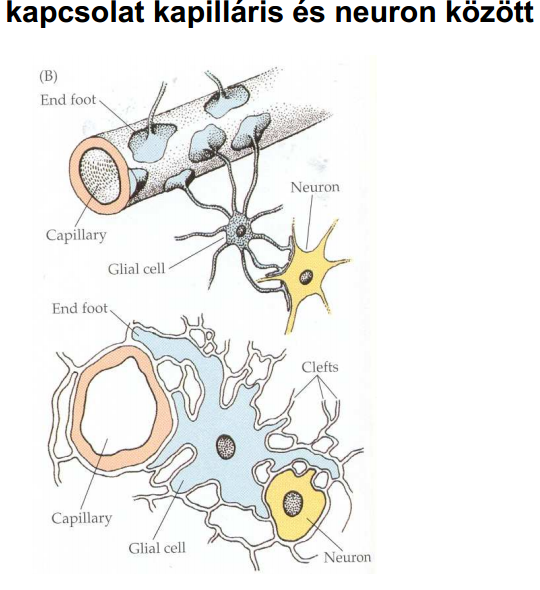 kapcsolat kapilláris és neuron között
(B)
End foot
Neuron
Capillary
Glial cell
End foot
Clefts
Capillary
Glial cell
Neuron